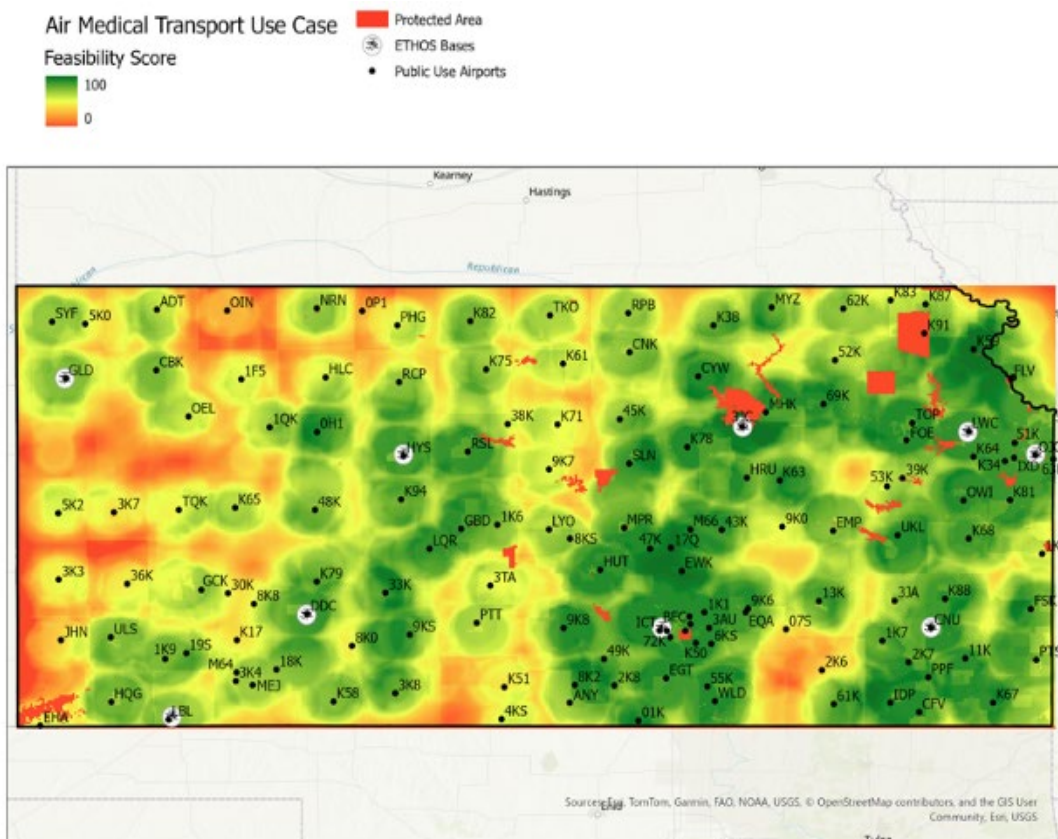 Air Medical Transport Use Case
Feasibility Score
100
0
Protected Area
ETHOS Bases
Public Use Airports
Kearney
Hastings
Republican
SYF 5K0 ADT OIN NRN 0P1 PHG K82 TKO RPB K38 MYZ 62K K83 K87
K91 K59
GLD CBK 1F5 HLC RCP K75 K61 CNK CYW 52K FLV
OEL 1QK 0H1 38K K71 45K MHK 69K TOP
FOE LWC
HYS RSL 9K7 SLN K78 51K
K64 K34 IXD
HRU K63 53K 39K
5K2 3K7 TQK K65 48K K94 OWI K81
GBD 1K6 LYO MPR M66 43K 9K0 EMP UKL K68
LQR 8KS 47K 17Q
HUT EWK
3K3 36K GCK 30K K79 33K 3TA
8K8 DDC 13K 3JA K88
JHN ULS K17 8K0 9KS PTT 9K8 ICT 1K1 9K6 EQA 07S CNU
72K 3AU 6KS 1K7
1K9 19S M64 3K4 18K 49K K50 2K6 2K7 11K
HQG MEJ K58 3K8 K51 8K2 2K8 EGT 55K PPF
ANY WLD 61K IDP K67
EHA LBL 4KS 01K CFV
Enid
Sources: Esri, TomTom, Garmin, FAO, NOAA, USGS, © OpenStreetMap contributors, and the GIS User
Community, Esri, USGS